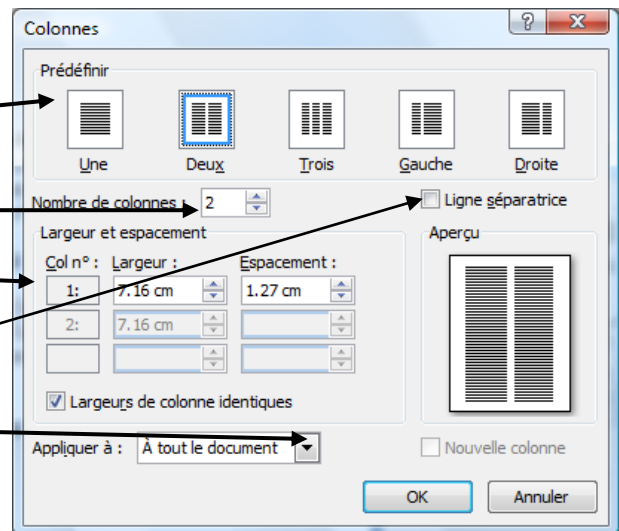 Colonnes
Prédéfinir
Une Deux Trois Gauche Droite
Nombre de colonnes : 2 Ligne séparatrice
Largeur et espacement Aperçu
Col n° : Largeur : Espacement :
1: 7.16 cm 1.27 cm
2: 7.16 cm
Largeurs de colonne identiques
Appliquer à : À tout le document Nouvelle colonne
OK Annuler